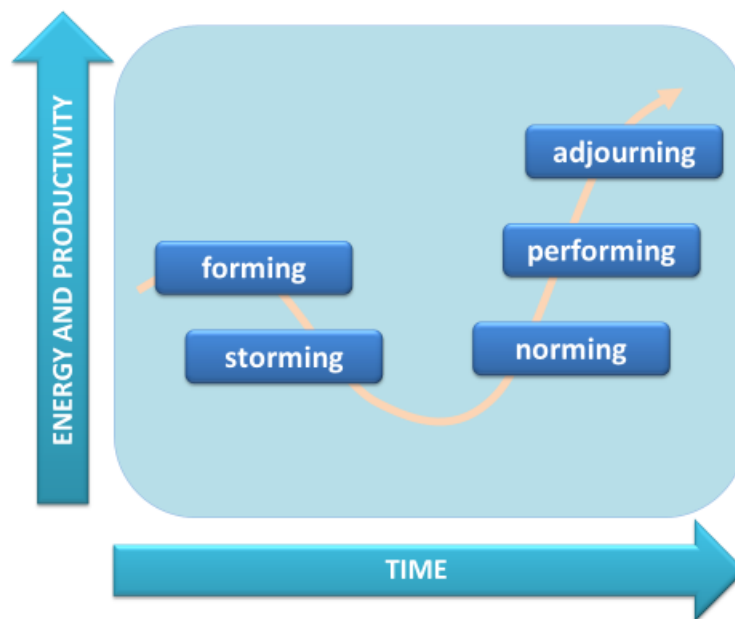 ENERGY AND PRODUCTIVITY
adjourning
performing
forming
norming
storming
TIME